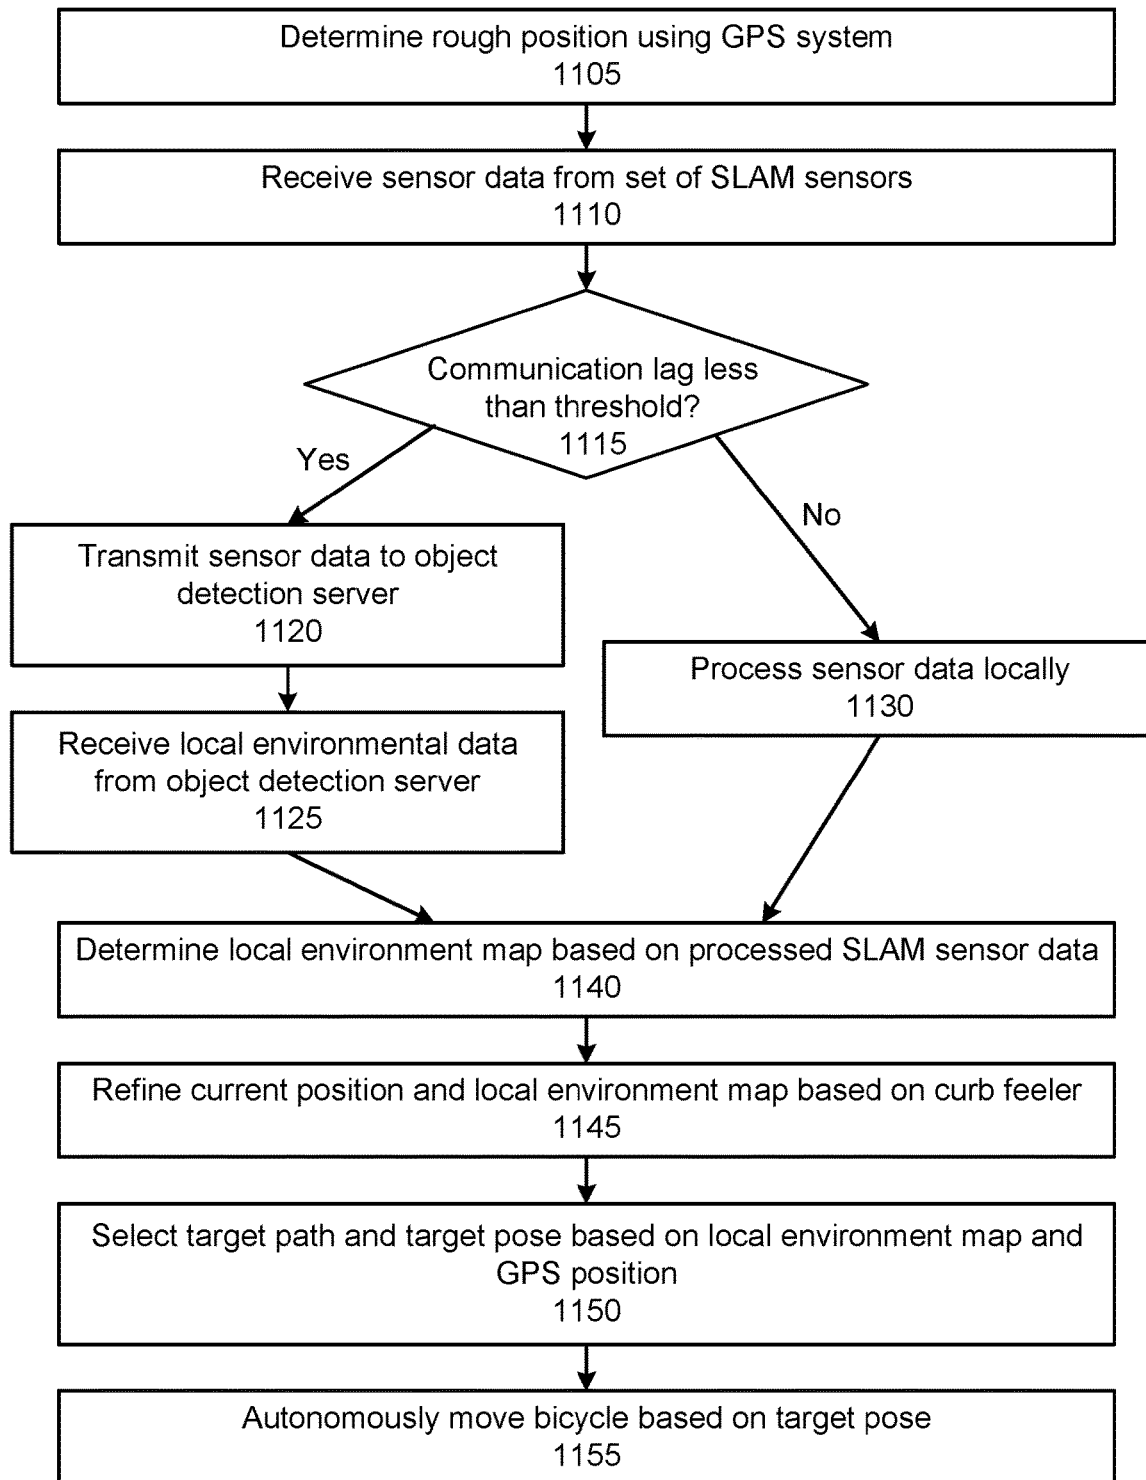 Determine rough position using GPS system
1105
Receive sensor data from set of SLAM sensors
1110
Communication lag less
than threshold?
1115
Yes
No
Transmit sensor data to object
detection server
1120
Process sensor data locally
1130
Receive local environmental data
from object detection server
1125
Determine local environment map based on processed SLAM sensor data
1140
Refine current position and local environment map based on curb feeler
1145
Select target path and target pose based on local environment map and
GPS position
1150
Autonomously move bicycle based on target pose
1155